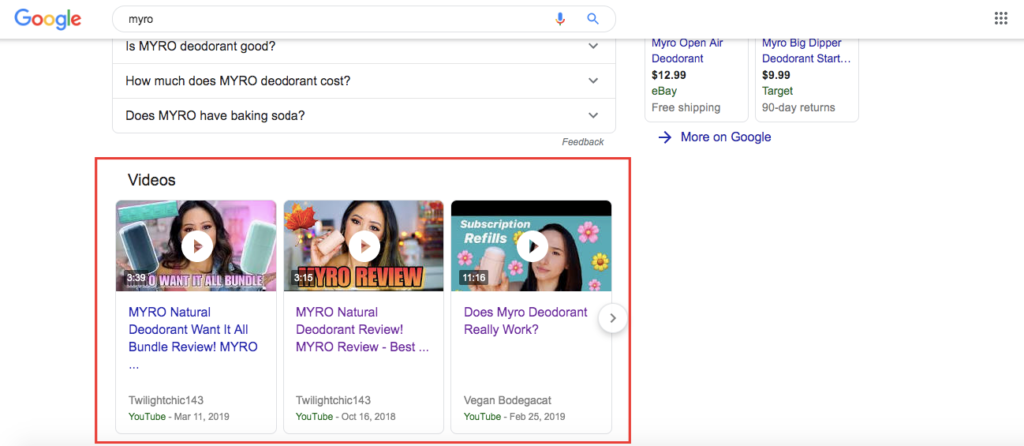 Google
myro
Is MYRO deodorant good?
How much does MYRO deodorant cost?
Does MYRO have baking soda?
Feedback
Myro Open Air
Deodorant
$12.99
eBay
Free shipping
Myro Big Dipper
Deodorant Start...
$9.99
Target
90-day returns
More on Google
Videos
3:39
O WANT IT ALL BUNDLE
MYRO Natural
Deodorant Want It All
Bundle Review! MYRO
...
Twilightchic143
YouTube - Mar 11, 2019
3:15
MYRO REVIEW
MYRO Natural
Deodorant Review!
MYRO Review - Best ...
Twilightchic143
YouTube - Oct 16, 2018
Subscription
Refills
11:16
Does Myro Deodorant
Really Work?
Vegan Bodegacat
YouTube - Feb 25, 2019